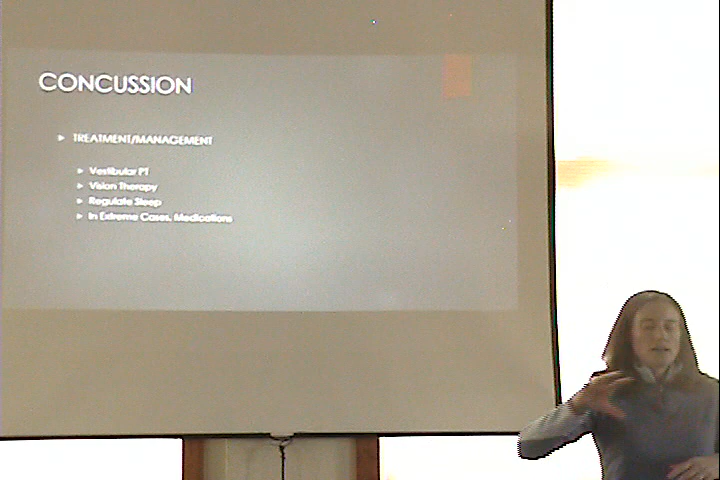 CONCUSSION
TREATMENT/MANAGEMENT
Vestibular PT
Vision Therapy
Regulate Sleep
In Extreme Cases, Medications